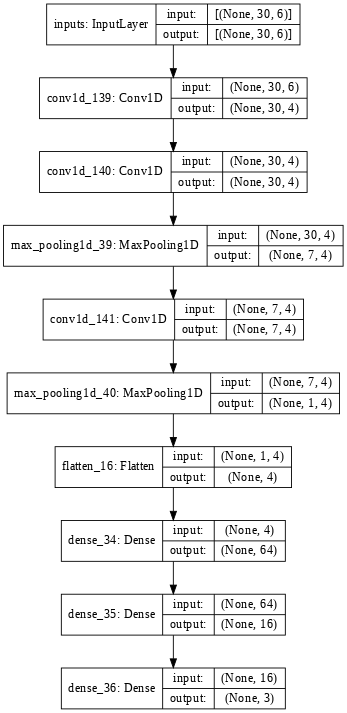 inputs: InputLayer
input: [(None, 30, 6)]
output: [(None, 30, 6)]
conv1d_139: Conv1D
input: (None, 30, 6)
output: (None, 30, 4)
conv1d_140: Conv1D
input: (None, 30, 4)
output: (None, 30, 4)
max_pooling1d_39: MaxPooling1D
input: (None, 30, 4)
output: (None, 7, 4)
conv1d_141: Conv1D
input: (None, 7, 4)
output: (None, 7, 4)
max_pooling1d_40: MaxPooling1D
input: (None, 7, 4)
output: (None, 1, 4)
flatten_16: Flatten
input: (None, 1, 4)
output: (None, 4)
dense_34: Dense
input: (None, 4)
output: (None, 64)
dense_35: Dense
input: (None, 64)
output: (None, 16)
dense_36: Dense
input: (None, 16)
output: (None, 3)